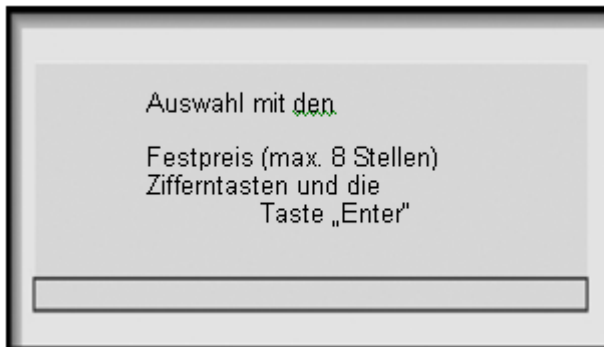 Auswahl mit den
Festpreis (max. 8 Stellen)
Zifferntasten und die
Taste „Enter"